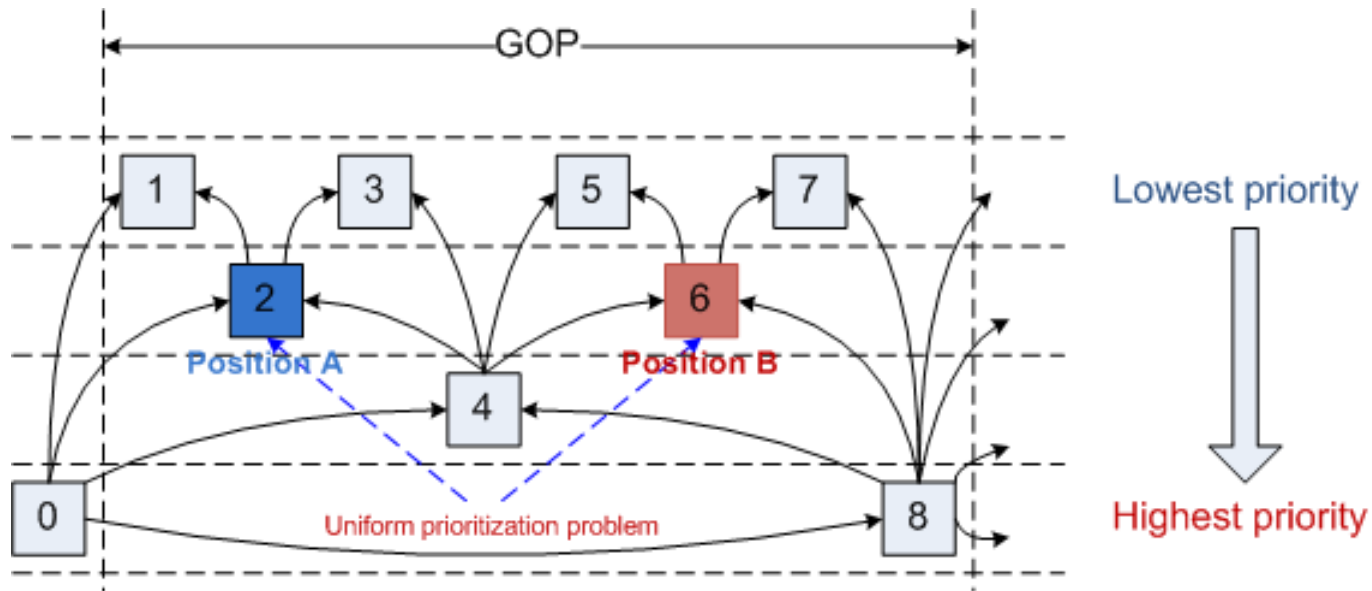 GOP
1
3
5
7
Lowest priority
2
6
Position A
Position B
4
0
Uniform prioritization problem
8
Highest priority